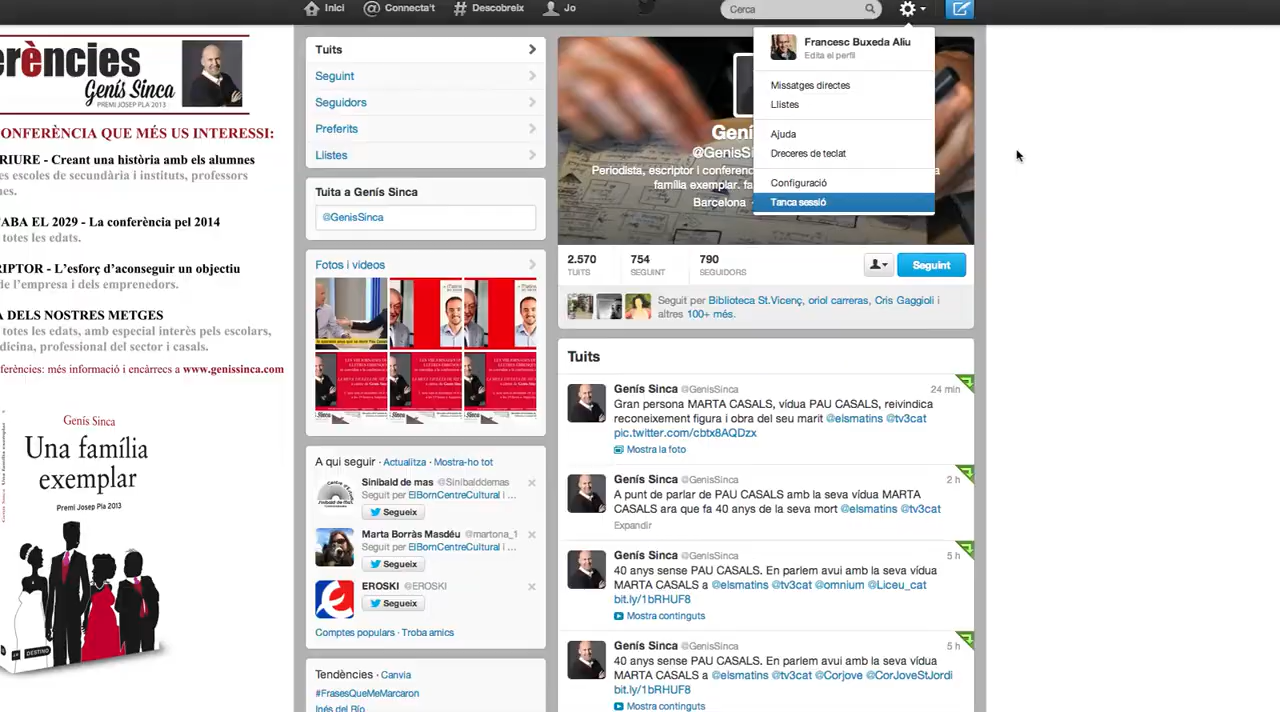 Inici
Connecta't
Descobreix
Jo
Cerca
Francesc Buxeda Aliu
Edita el perfil
Missatges directes
Llistes
Ajuda
Dreceres de teclat
Configuració
Tanca sessió
rències
Genís Sinca
PREMI JOSEP PLA 2013
CONFERÈNCIA QUE MÉS US INTERESSI:
RIURE - Creant una història amb els alumnes
es escoles de secundària i instituts, professors
nes.
ABA EL 2029 - La conferència pel 2014
totes les edats.
RIPTOR - L'esforç d'aconseguir un objectiu
de l'empresa i dels emprenedors.
A DELS NOSTRES METGES
totes les edats, amb especial interès pels escolars,
dicina, professional del sector i casals.
ferències: més informació i encàrrecs a www.genissinca.com
Genís Sinca
Una família
exemplar
Premi Josep Pla 2013
DESTINO
Tuits
Seguint
Seguidors
Preferits
Llistes
Tuita a Genís Sinca
@GenisSinca
Fotos i videos
A qui seguir · Actualitza · Mostra-ho tot
Sinibald de mas @Sinibalddemas
Seguit per ElBornCentreCultural i ...
Segueix
Marta Borràs Masdéu @martona_1
Seguit per ElBornCentreCultural i ...
Segueix
EROSKI @EROSKI
Segueix
Comptes populars · Troba amics
Tendències · Canvia
#FrasesQueMeMarcaron
Inés del Río
Gení
@GenisSi
Periodista, escriptor i conferenc
família exemplar. fa
Barcelona
2.570
TUITS
754
SEGUINT
790
SEGUIDORS
Seguint
Seguit per Biblioteca St.Vicenç, oriol carreras, Cris Gaggioli i
altres 100+ més.
Tuits
Genís Sinca @GenisSinca 24 min
Gran persona MARTA CASALS, vídua PAU CASALS, reivindica
reconeixement figura i obra del seu marit @elsmatins @tv3cat
pic.twitter.com/cbtx8AQDzx
Mostra la foto
Genís Sinca @GenisSinca 2 h
A punt de parlar de PAU CASALS amb la seva vídua MARTA
CASALS ara que fa 40 anys de la seva mort @elsmatins @tv3cat
Expandir
Genís Sinca @GenisSinca 5 h
40 anys sense PAU CASALS. En parlem avui amb la seva vídua
MARTA CASALS a @elsmatins @tv3cat @omnium @Liceu_cat
bit.ly/1bRHUF8
Mostra continguts
Genís Sinca @GenisSinca 5 h
40 anys sense PAU CASALS. En parlem avui amb la seva vídua
MARTA CASALS a @elsmatins @tv3cat @Corjove @CorJoveStJordi
bit.ly/1bRHUF8
Mostra continguts